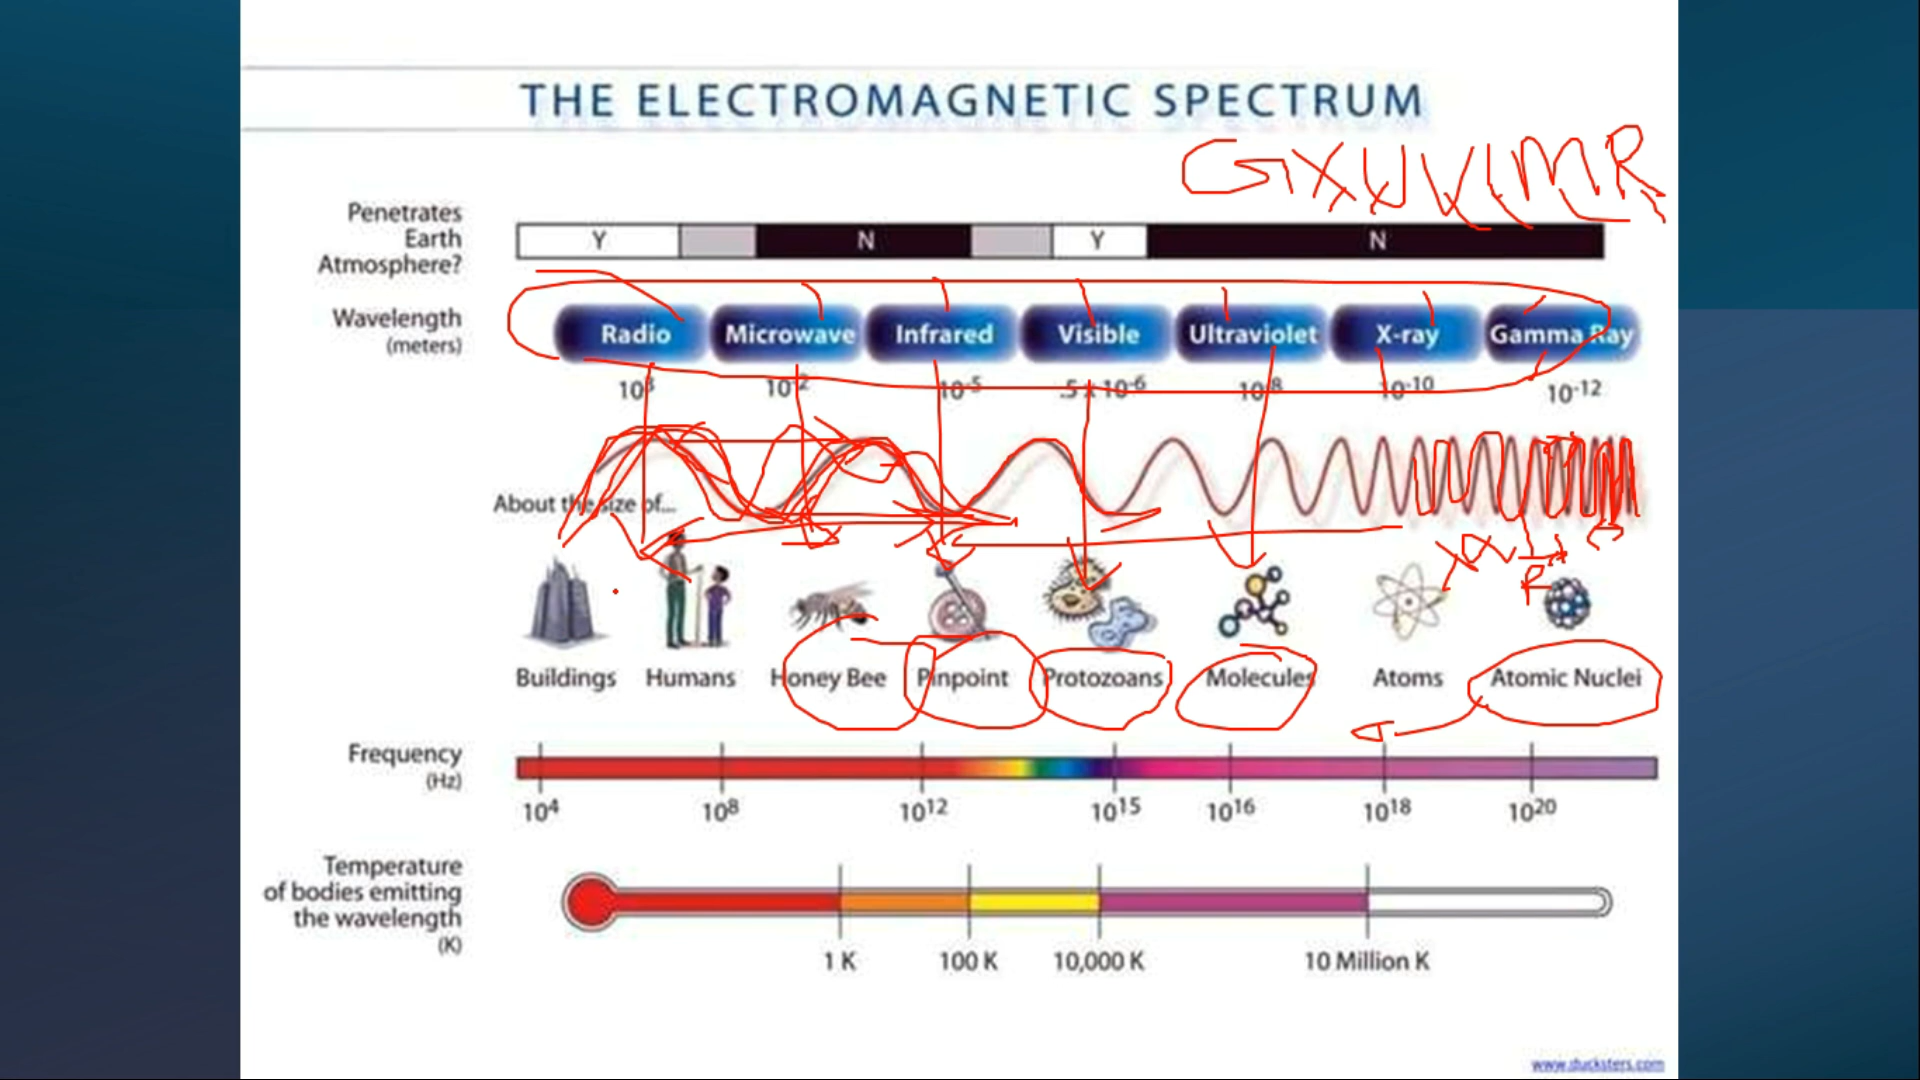 THE ELECTROMAGNETIC SPECTRUM
GXUVIMR
Penetrates
Earth
Atmosphere?
Y N Y N
Wavelength
(meters)
Radio Microwave Infrared Visible Ultraviolet X-ray Gamma Ray
10³ 10⁻² 10⁻⁵ .5 x 10⁻⁶ 10⁻⁸ 10⁻¹⁰ 10⁻¹²
About the size of...
Buildings Humans Honey Bee Pinpoint Protozoans Molecules Atoms Atomic Nuclei
Frequency
(Hz)
10⁴ 10⁸ 10¹² 10¹⁵ 10¹⁶ 10¹⁸ 10²⁰
Temperature
of bodies emitting
the wavelength
(K)
1 K 100 K 10,000 K 10 Million K
www.ducksters.com